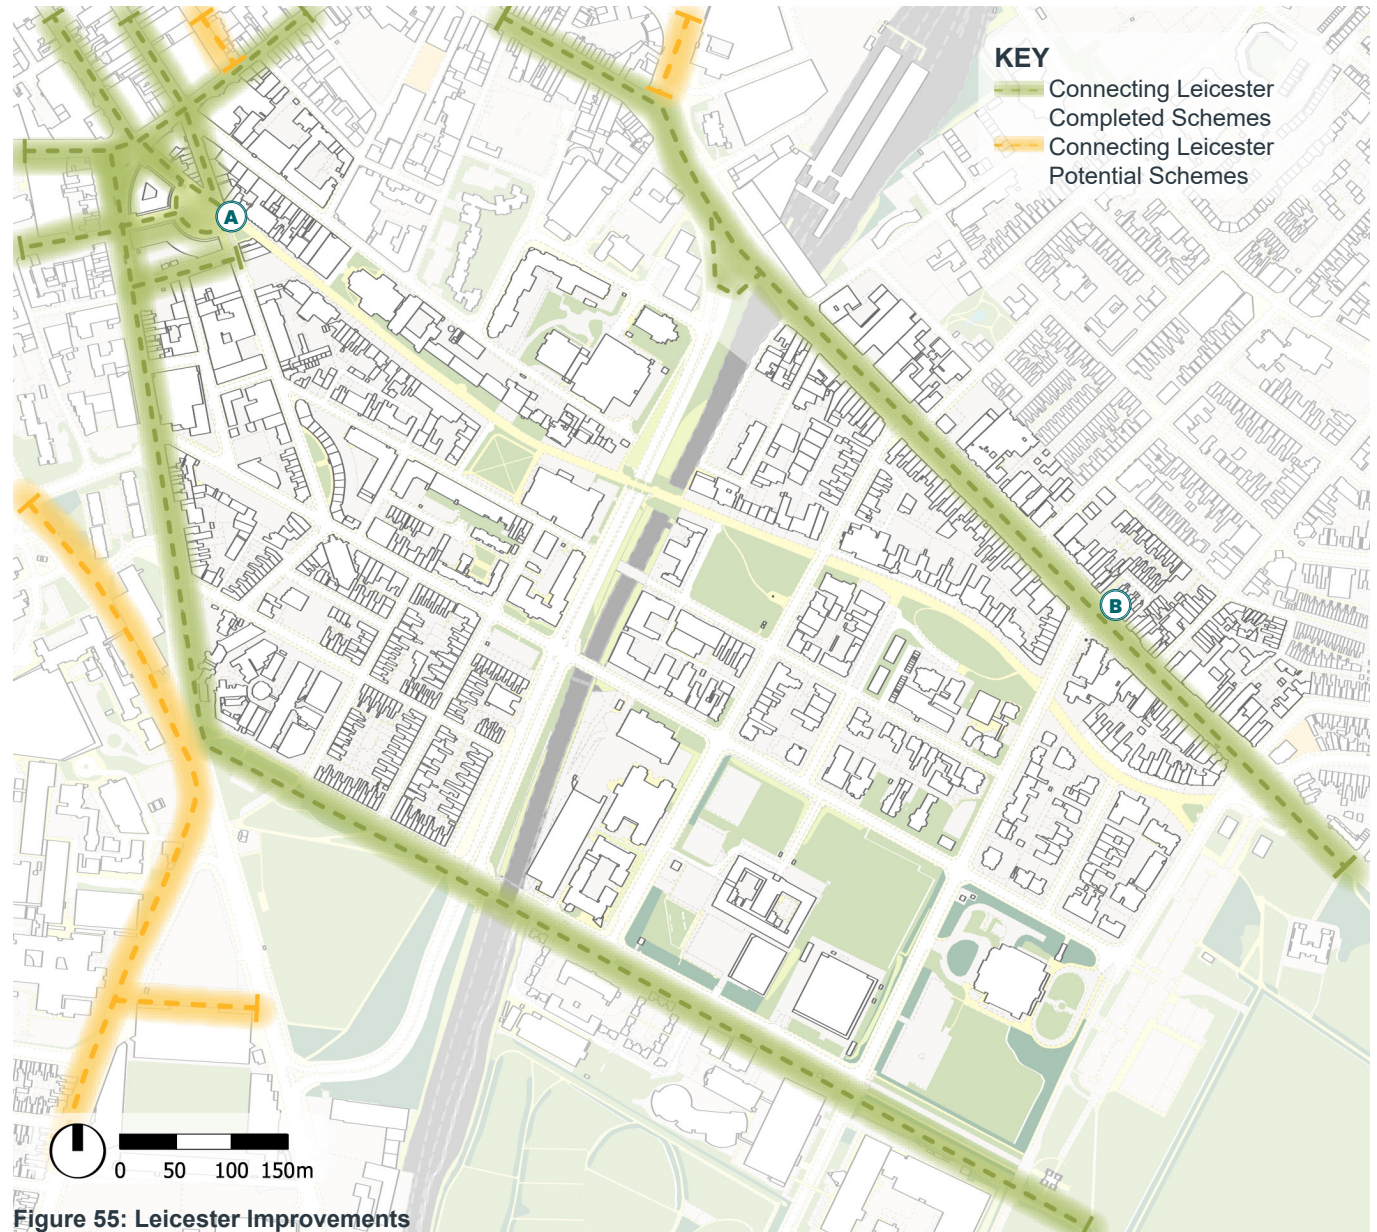 KEY
Connecting Leicester
Completed Schemes
Connecting Leicester
Potential Schemes
A
B
0 50 100 150m
Figure 55: Leicester Improvements